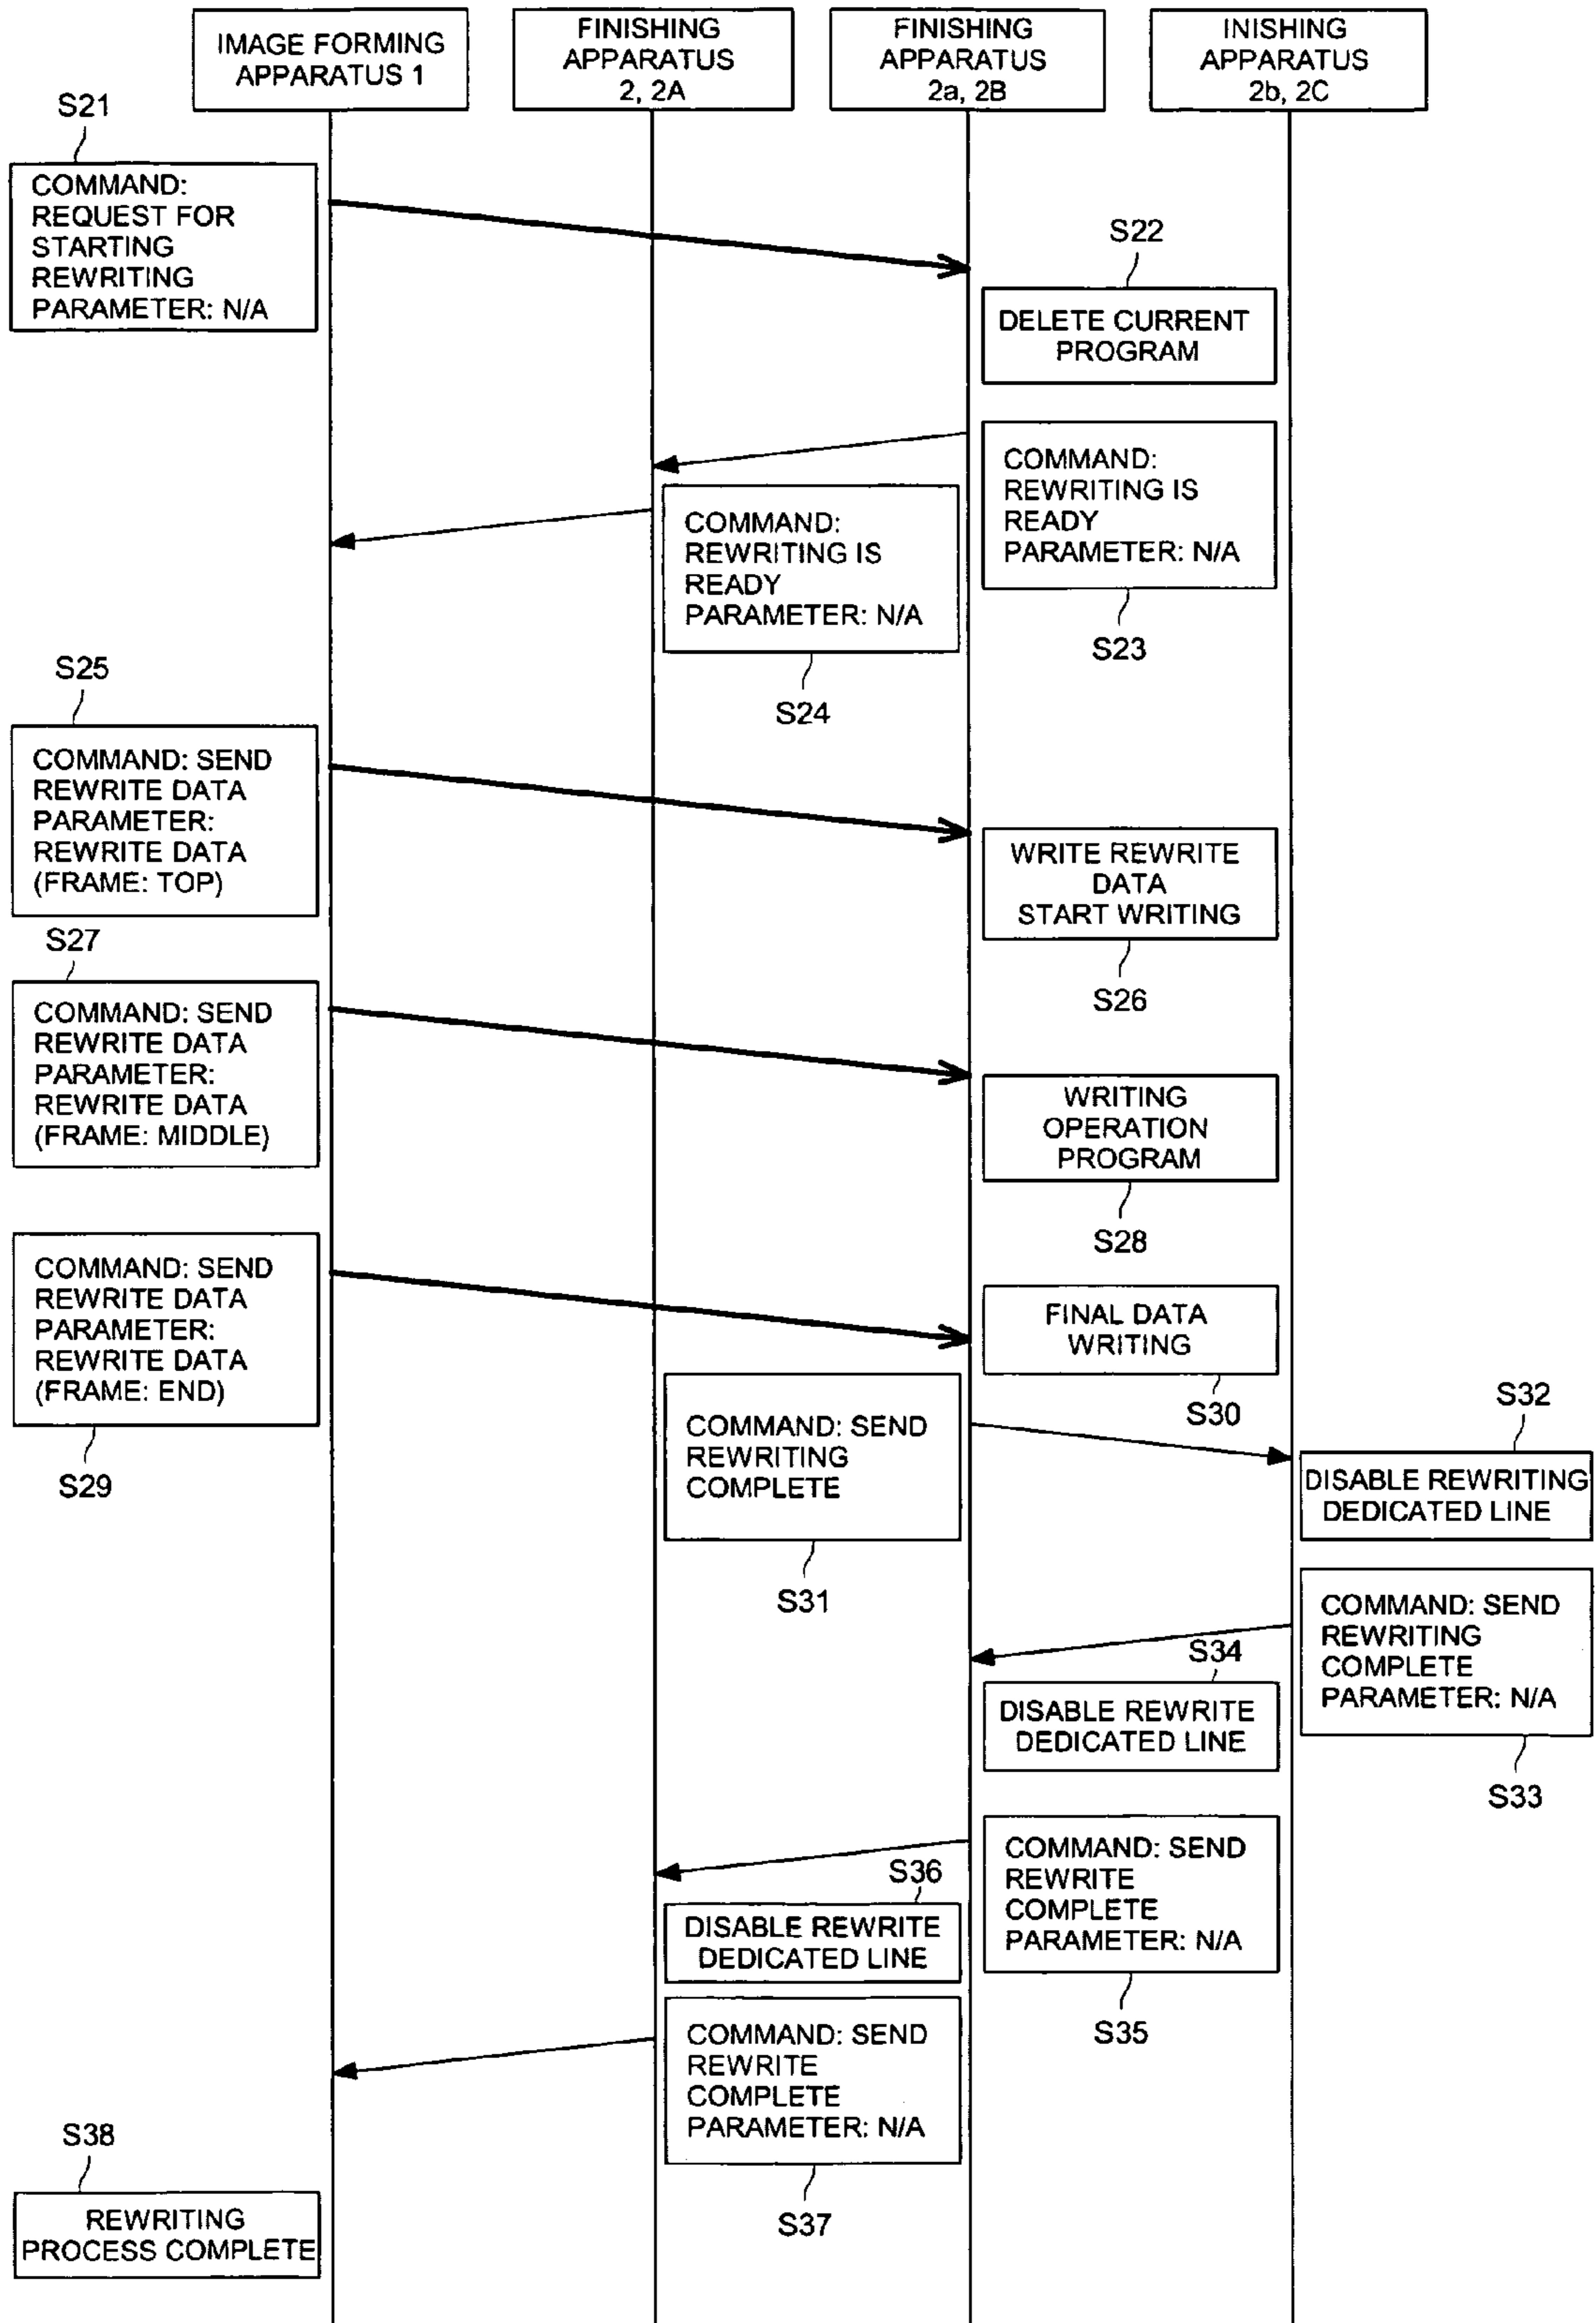 IMAGE FORMING
APPARATUS 1
FINISHING
APPARATUS
2, 2A
FINISHING
APPARATUS
2a, 2B
INISHING
APPARATUS
2b, 2C
S21
COMMAND:
REQUEST FOR
STARTING
REWRITING
PARAMETER: N/A
S22
DELETE CURRENT
PROGRAM
COMMAND:
REWRITING IS
READY
PARAMETER: N/A
S23
COMMAND:
REWRITING IS
READY
PARAMETER: N/A
S24
S25
COMMAND: SEND
REWRITE DATA
PARAMETER:
REWRITE DATA
(FRAME: TOP)
WRITE REWRITE
DATA
START WRITING
S26
S27
COMMAND: SEND
REWRITE DATA
PARAMETER:
REWRITE DATA
(FRAME: MIDDLE)
WRITING
OPERATION
PROGRAM
S28
COMMAND: SEND
REWRITE DATA
PARAMETER:
REWRITE DATA
(FRAME: END)
S29
FINAL DATA
WRITING
S30
COMMAND: SEND
REWRITING
COMPLETE
S31
S32
DISABLE REWRITING
DEDICATED LINE
COMMAND: SEND
REWRITING
COMPLETE
PARAMETER: N/A
S33
S34
DISABLE REWRITE
DEDICATED LINE
COMMAND: SEND
REWRITE
COMPLETE
PARAMETER: N/A
S35
S36
DISABLE REWRITE
DEDICATED LINE
COMMAND: SEND
REWRITE
COMPLETE
PARAMETER: N/A
S37
S38
REWRITING
PROCESS COMPLETE